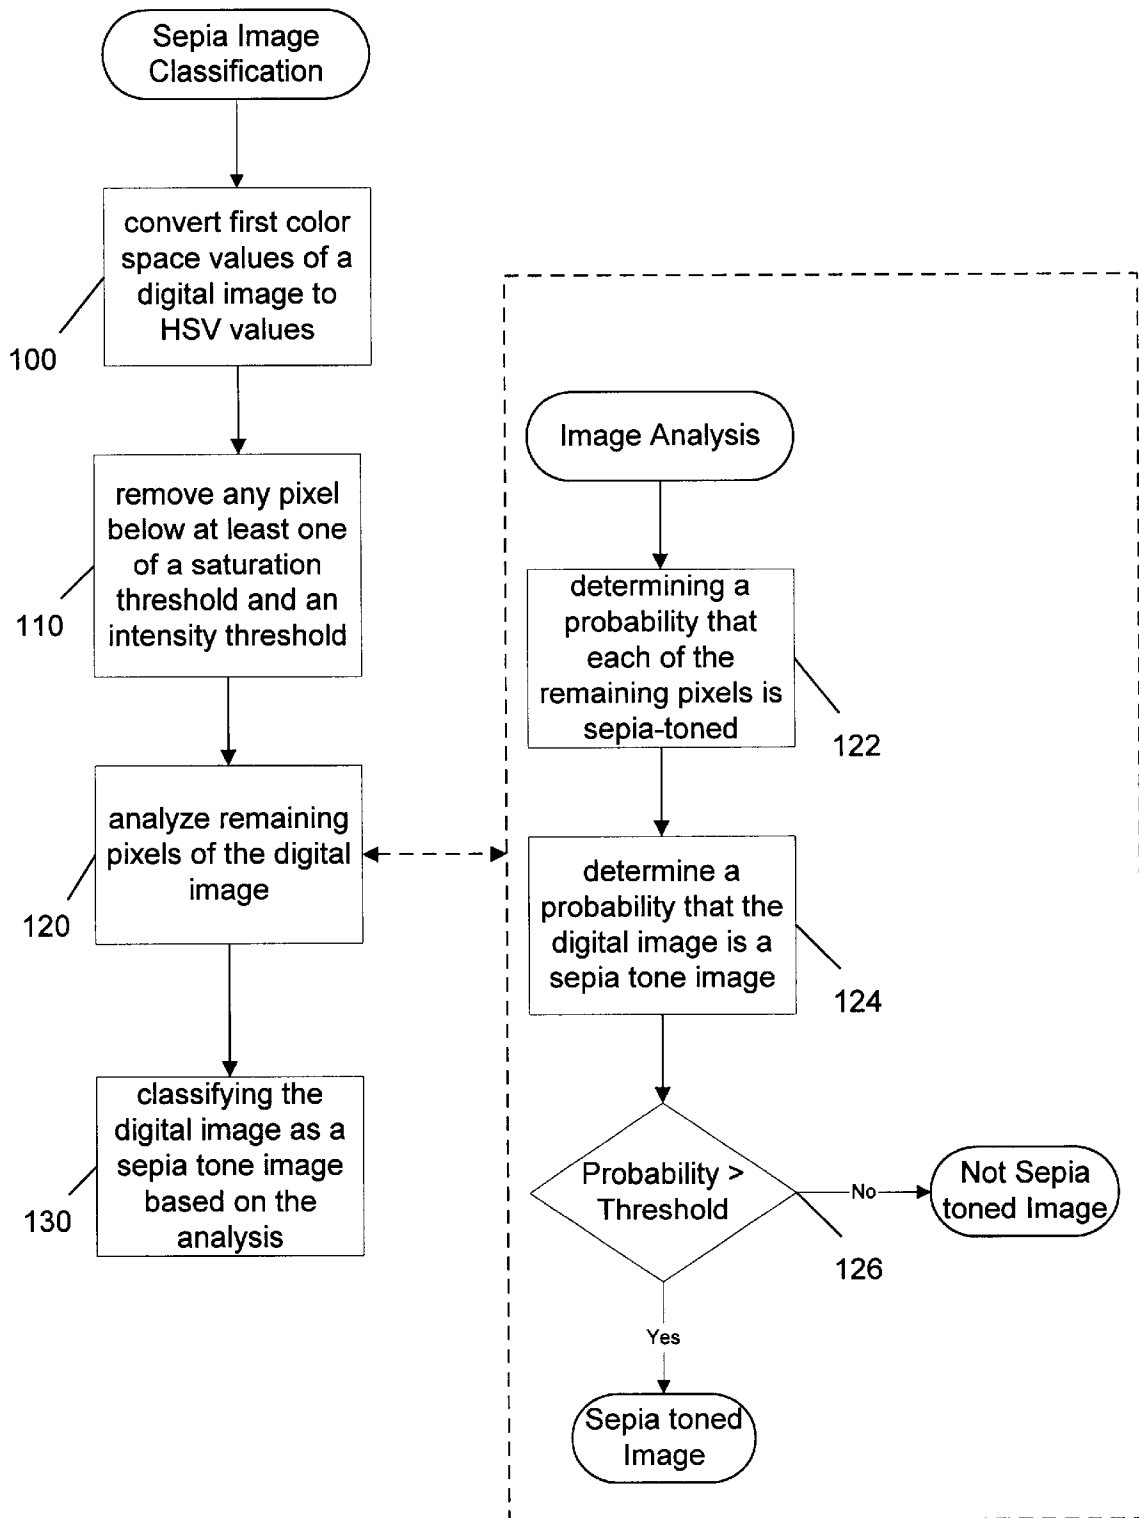 Sepia Image
Classification
convert first color
space values of a
digital image to
HSV values
100
remove any pixel
below at least one
of a saturation
threshold and an
intensity threshold
110
analyze remaining
pixels of the digital
image
120
classifying the
digital image as a
sepia tone image
based on the
analysis
130
Image Analysis
determining a
probability that
each of the
remaining pixels is
sepia-toned
122
determine a
probability that the
digital image is a
sepia tone image
124
Probability >
Threshold
126
No
Not Sepia
toned Image
Yes
Sepia toned
Image